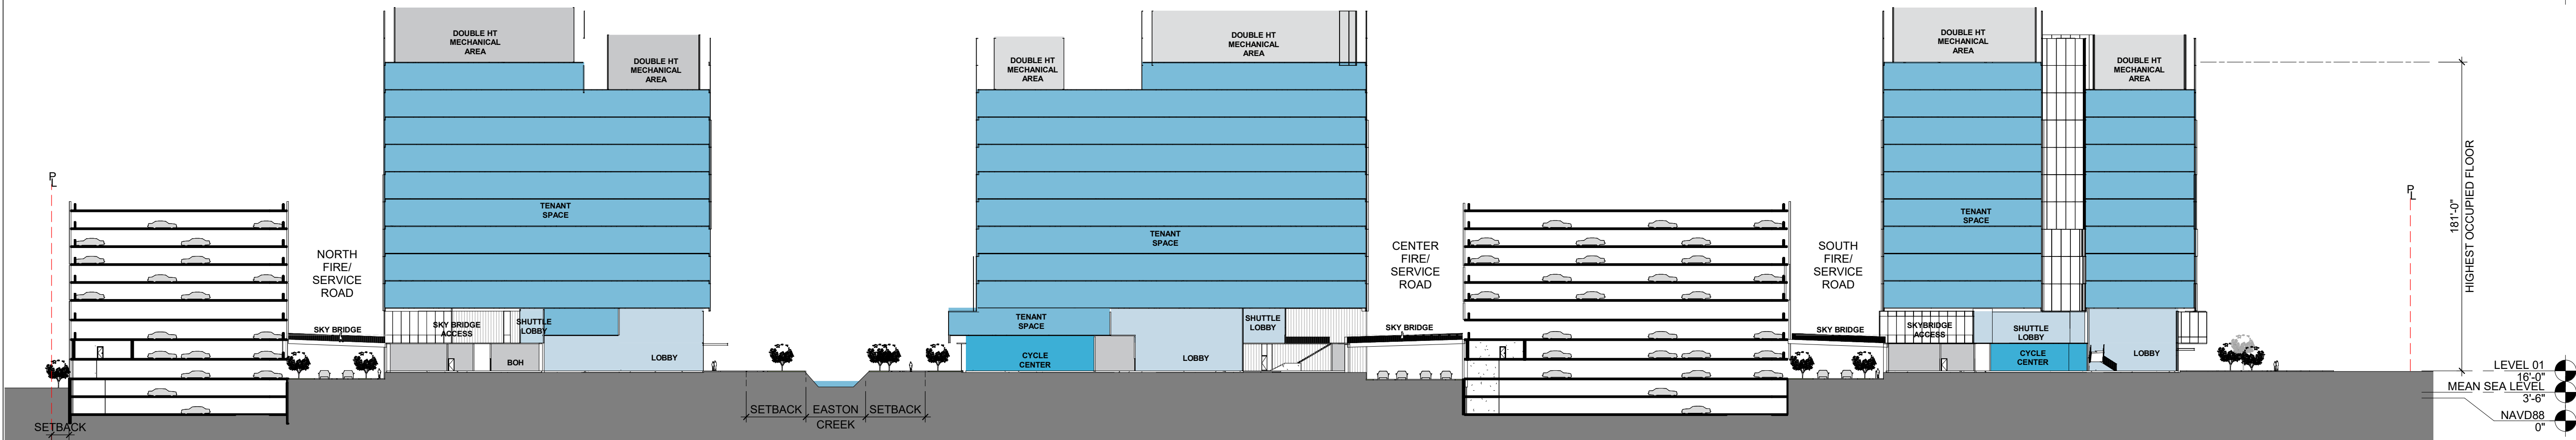 DOUBLE HT
MECHANICAL
AREA
DOUBLE HT
MECHANICAL
AREA
DOUBLE HT
MECHANICAL
AREA
DOUBLE HT
MECHANICAL
AREA
DOUBLE HT
MECHANICAL
AREA
DOUBLE HT
MECHANICAL
AREA
PL
NORTH
FIRE/
SERVICE
ROAD
TENANT
SPACE
SKY BRIDGE
SKY BRIDGE
ACCESS
SHUTTLE
LOBBY
BOH
LOBBY
SETBACK
SETBACK
EASTON
CREEK
SETBACK
TENANT
SPACE
TENANT
SPACE
CYCLE
CENTER
LOBBY
SHUTTLE
LOBBY
CENTER
FIRE/
SERVICE
ROAD
SKY BRIDGE
SOUTH
FIRE/
SERVICE
ROAD
SKY BRIDGE
TENANT
SPACE
SKYBRIDGE
ACCESS
SHUTTLE
LOBBY
CYCLE
CENTER
LOBBY
PL
181'-0"
HIGHEST OCCUPIED FLOOR
LEVEL 01
16'-0"
MEAN SEA LEVEL
3'-6"
NAVD88
0"